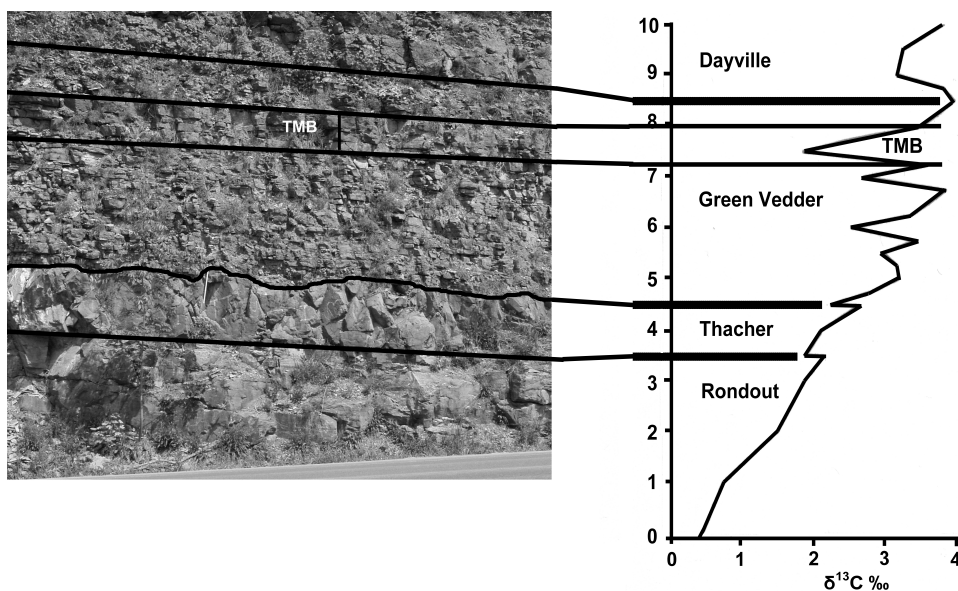 TMB
10
9
8
7
6
5
4
3
2
1
0
Dayville
TMB
Green Vedder
Thacher
Rondout
0 1 2 3 4
δ¹³C ‰